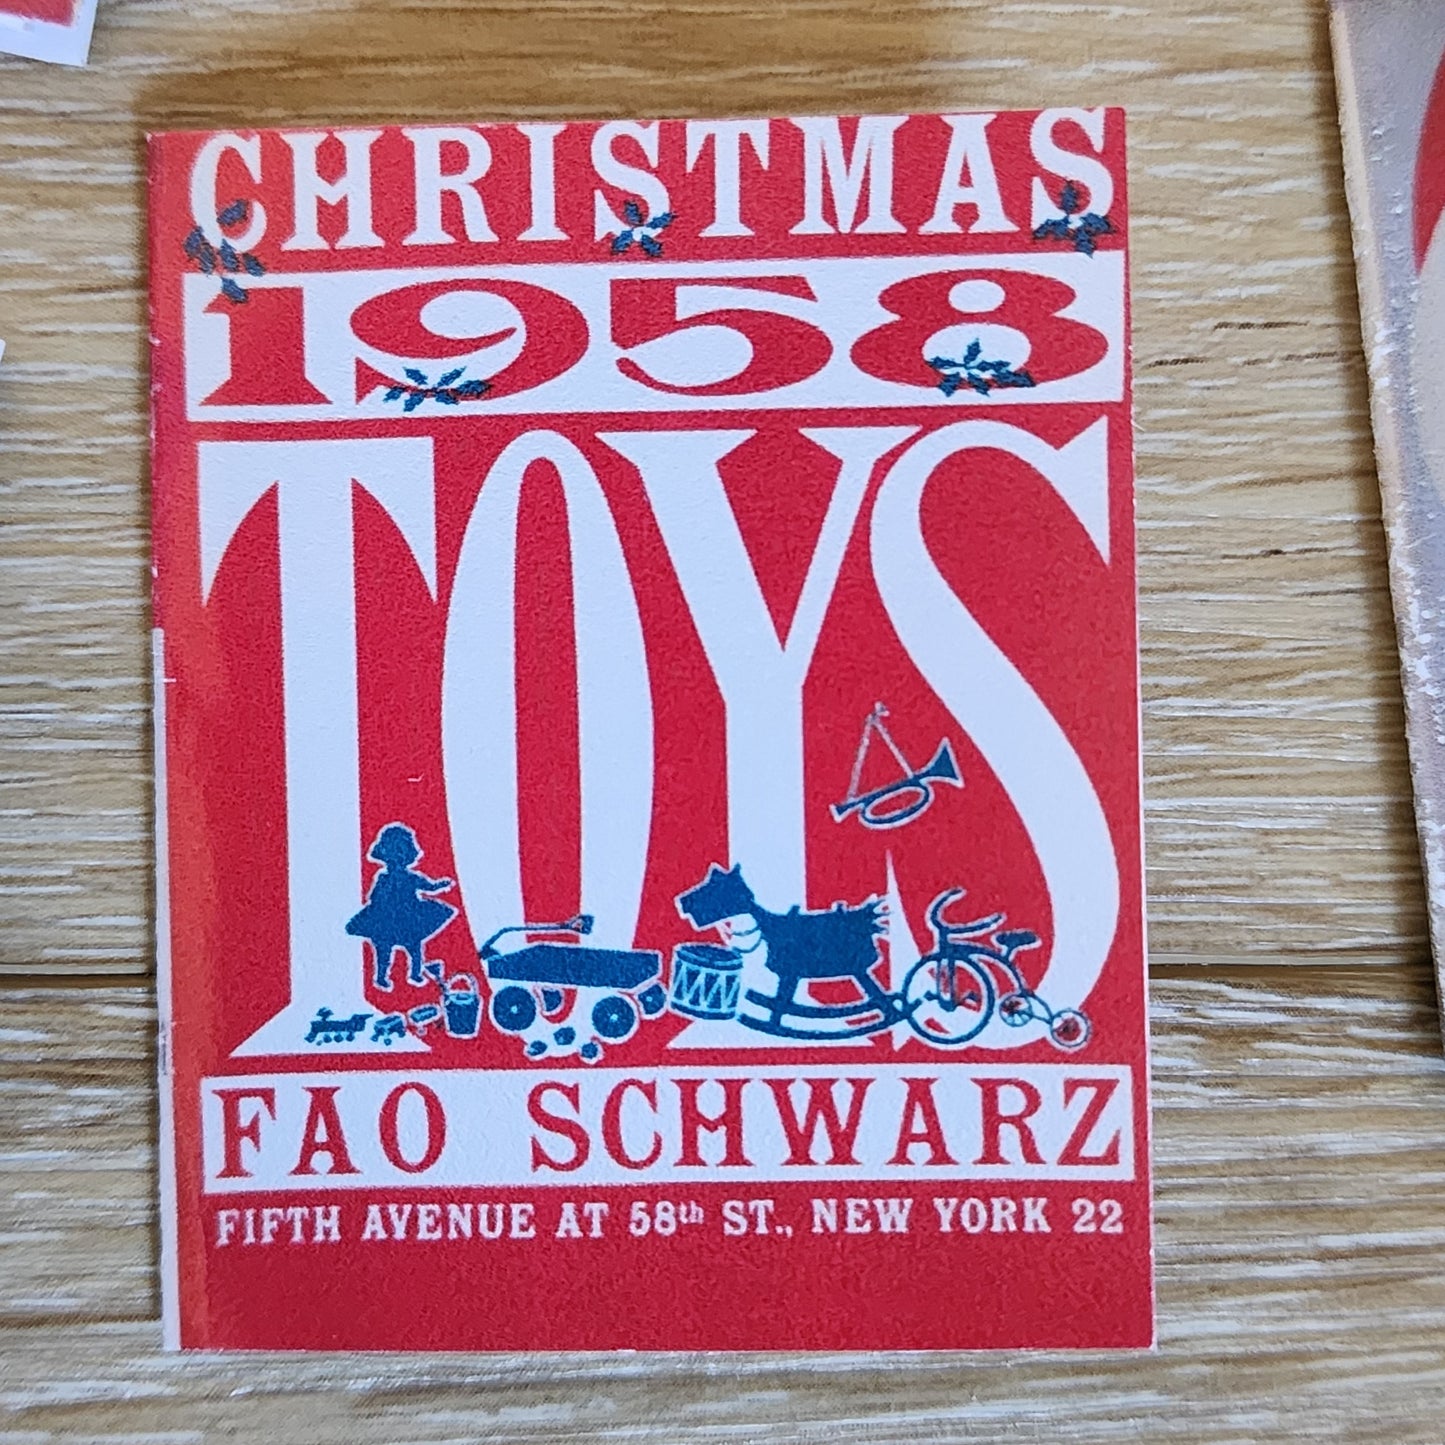 CHRISTMAS
1958
TOYS
FAO SCHWARZ
FIFTH AVENUE AT 58th ST., NEW YORK 22